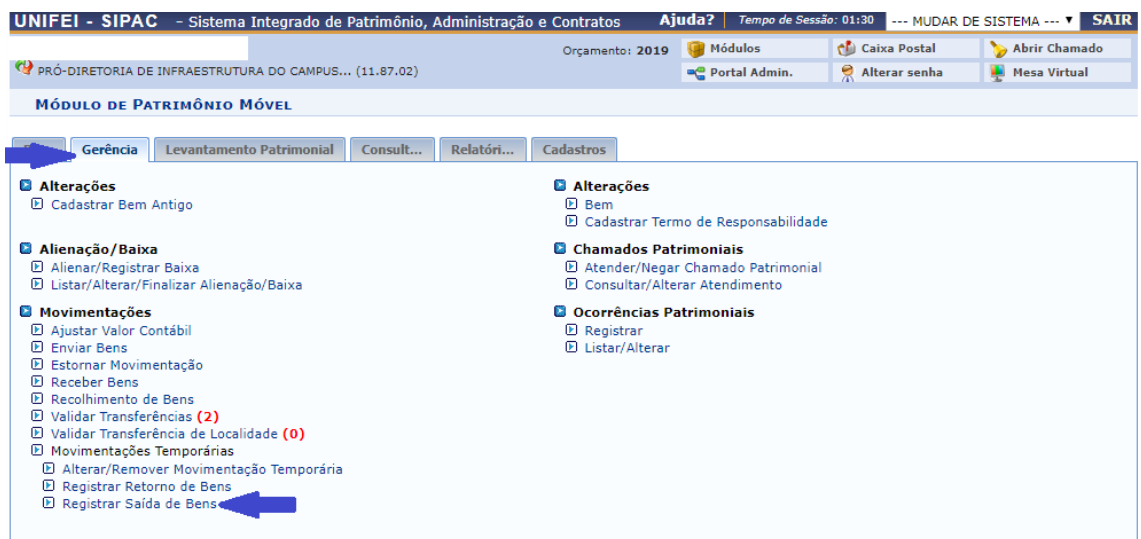 UNIFEI - SIPAC - Sistema Integrado de Patrimônio, Administração e Contratos Ajuda? Tempo de Sessão: 01:30 --- MUDAR DE SISTEMA --- SAIR
Orçamento: 2019 Módulos Caixa Postal Abrir Chamado
PRÓ-DIRETORIA DE INFRAESTRUTURA DO CAMPUS... (11.87.02) Portal Admin. Alterar senha Mesa Virtual
MÓDULO DE PATRIMÔNIO MÓVEL
Gerência Levantamento Patrimonial Consult... Relatóri... Cadastros
Alterações
Cadastrar Bem Antigo
Alterações
Bem
Cadastrar Termo de Responsabilidade
Alienação/Baixa
Alienar/Registrar Baixa
Listar/Alterar/Finalizar Alienação/Baixa
Chamados Patrimoniais
Atender/Negar Chamado Patrimonial
Consultar/Alterar Atendimento
Movimentações
Ajustar Valor Contábil
Enviar Bens
Estornar Movimentação
Receber Bens
Recolhimento de Bens
Validar Transferências (2)
Validar Transferência de Localidade (0)
Movimentações Temporárias
Alterar/Remover Movimentação Temporária
Registrar Retorno de Bens
Registrar Saída de Bens
Ocorrências Patrimoniais
Registrar
Listar/Alterar